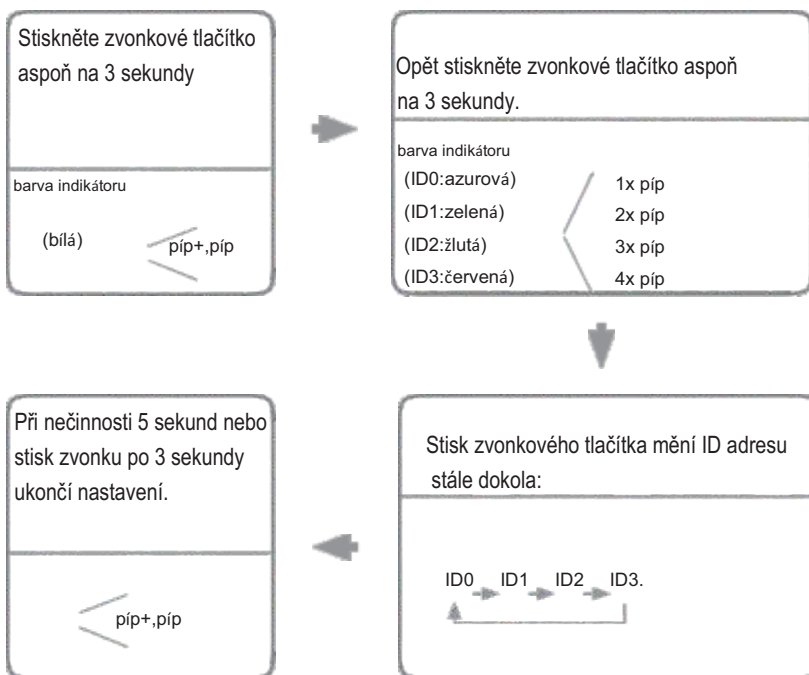 Stiskněte zvonkové tlačítko
aspoň na 3 sekundy
barva indikátoru
(bílá)
píp+,píp
Opět stiskněte zvonkové tlačítko aspoň
na 3 sekundy.
barva indikátoru
(ID0:azurová)
1x píp
(ID1:zelená)
2x píp
(ID2:žlutá)
3x píp
(ID3:červená)
4x píp
Stisk zvonkového tlačítka mění ID adresu
stále dokola:
ID0 ID1 ID2 ID3.
Při nečinnosti 5 sekund nebo
stisk zvonku po 3 sekundy
ukončí nastavení.
píp+,píp